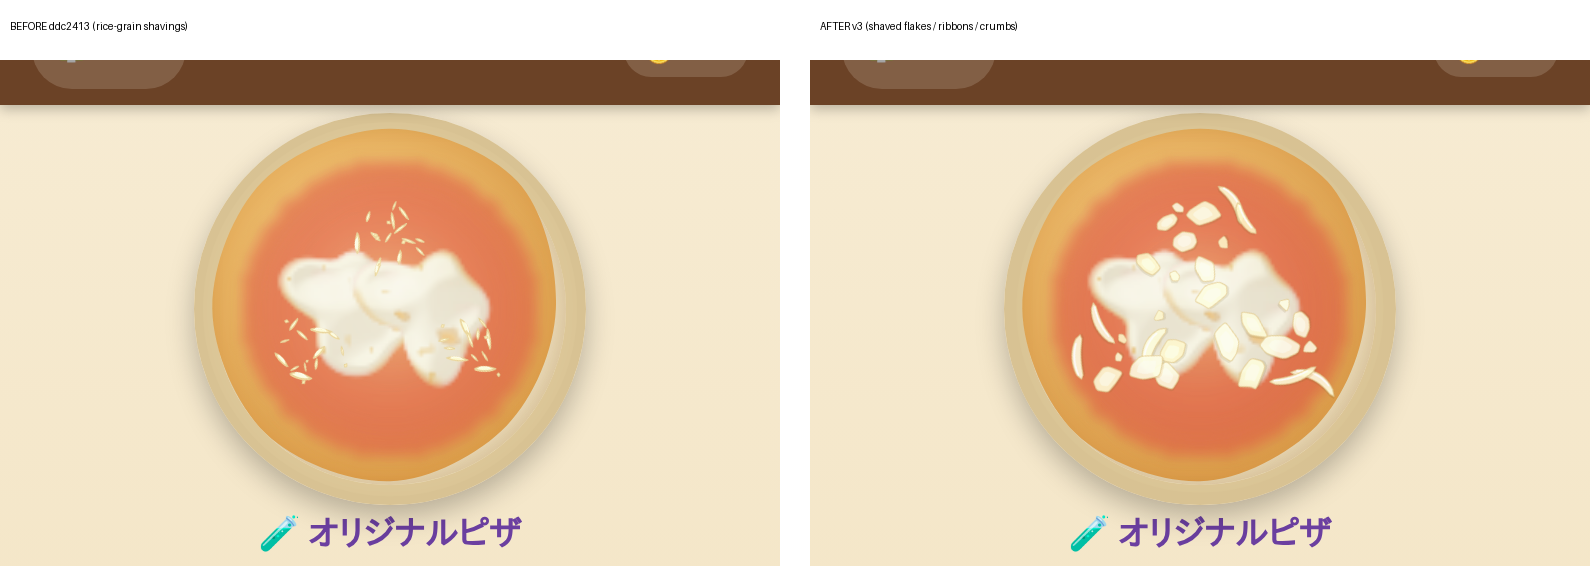 BEFORE ddc2413 (rice-grain shavings)
AFTER v3 (shaved flakes / ribbons / crumbs)
オリジナルピザ
オリジナルピザ